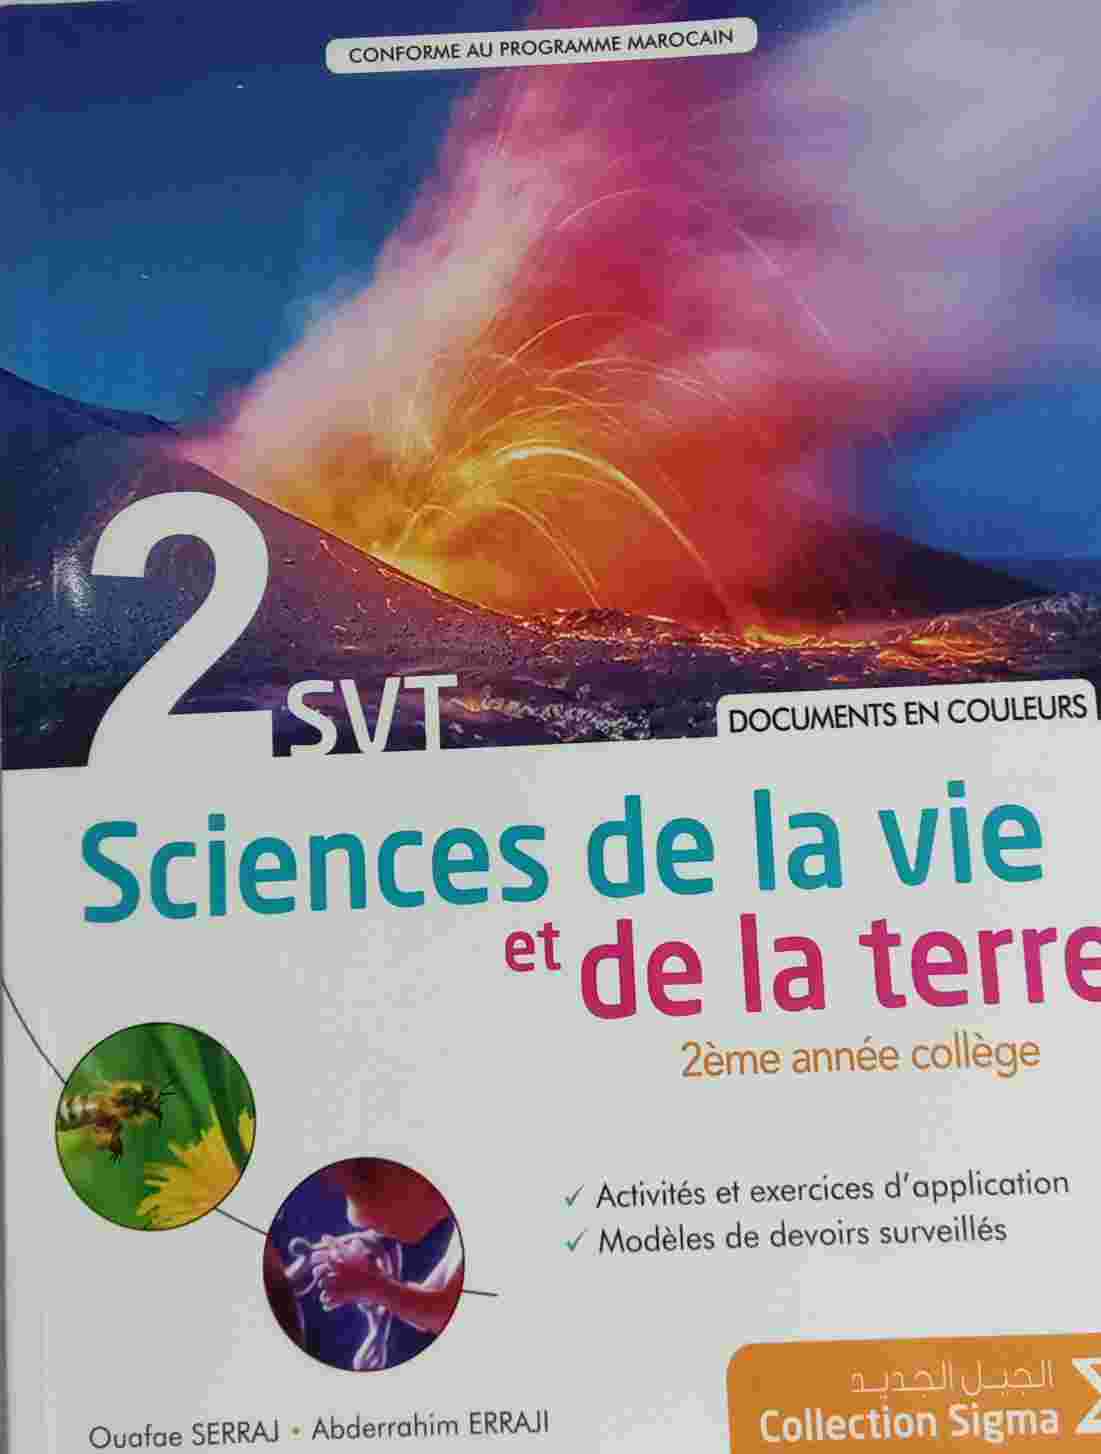 CONFORME AU PROGRAMME MAROCAIN
2 SVT
DOCUMENTS EN COULEURS
Sciences de la vie
et de la terre
2ème année collège
✓ Activités et exercices d'application
✓ Modèles de devoirs surveillés
الجيل الجديد
Collection Sigma Σ
Ouafae SERRAJ • Abderrahim ERRAJI